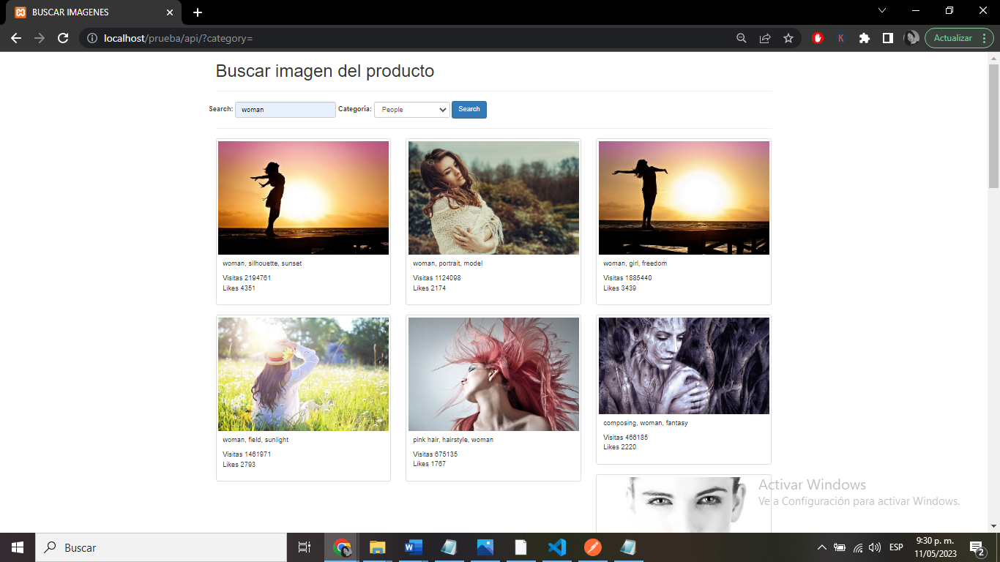 BUSCAR IMAGENES
localhost/prueba/api/?category=
Actualizar
Buscar imagen del producto
Search: woman Categoría: People Search
woman, silhouette, sunset
Visitas 2194761
Likes 4351
woman, portrait, model
Visitas 1124098
Likes 2174
woman, girl, freedom
Visitas 1885440
Likes 3439
woman, field, sunlight
Visitas 1461971
Likes 2793
pink hair, hairstyle, woman
Visitas 675135
Likes 1767
composing, woman, fantasy
Visitas 466185
Likes 2220
Activar Windows
Ve a Configuración para activar Windows.
Buscar
ESP
9:30 p. m.
11/05/2023
2